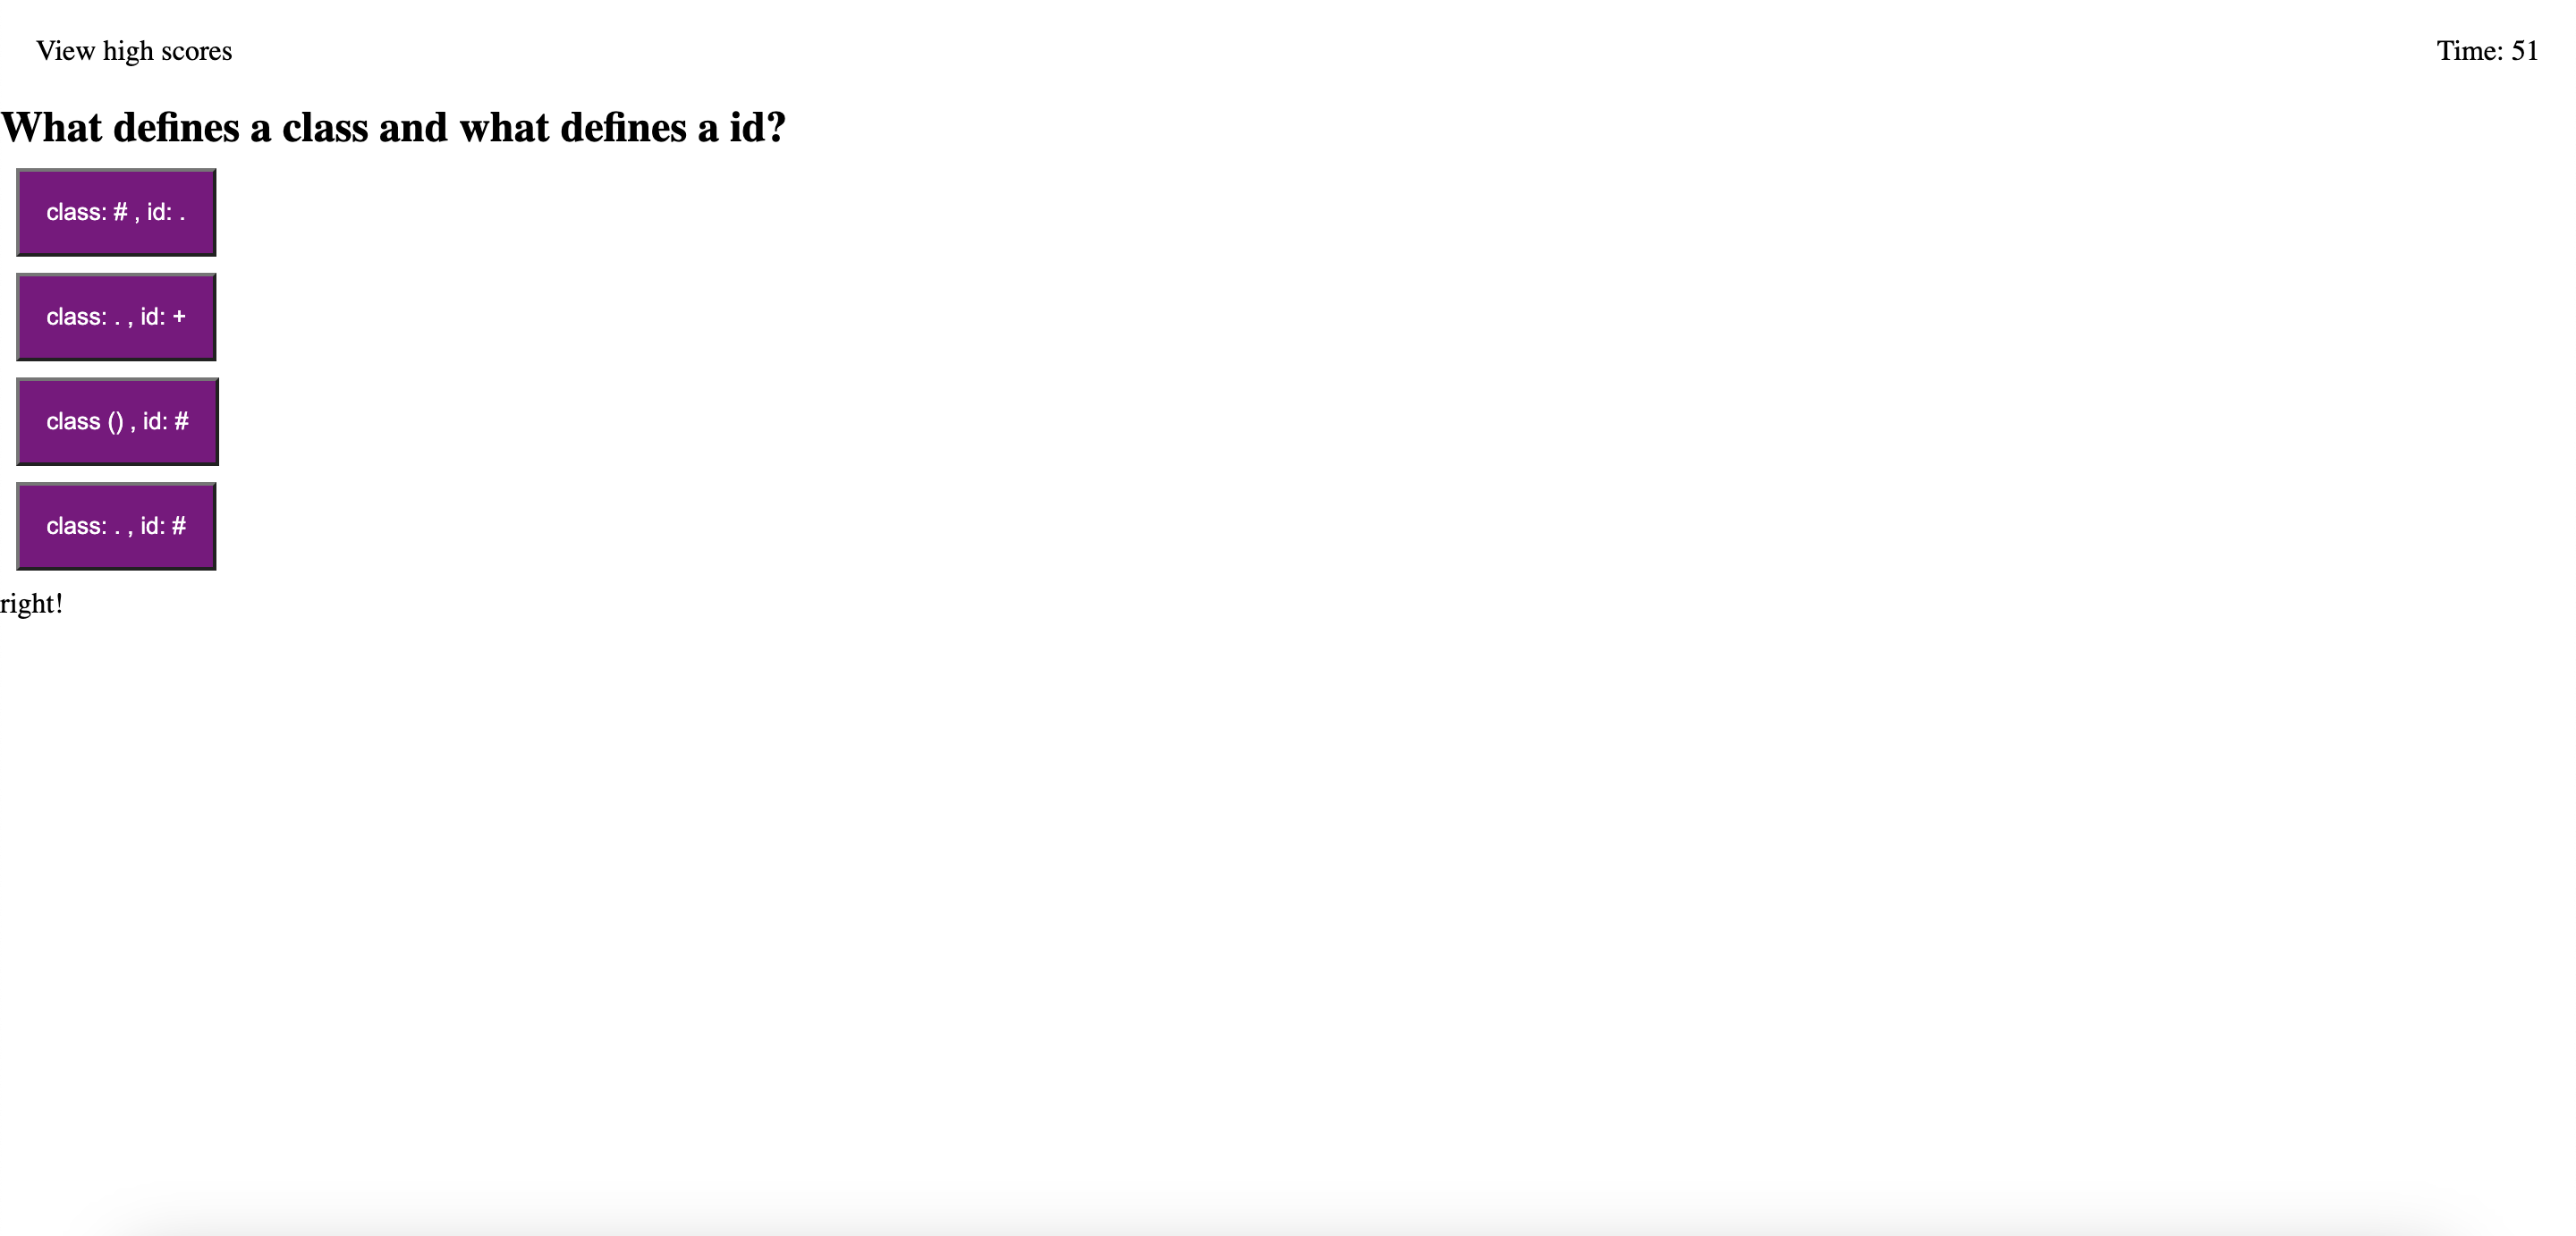 View high scores
Time: 51
What defines a class and what defines a id?
class: # , id: .
class: . , id: +
class () , id: #
class: . , id: #
right!